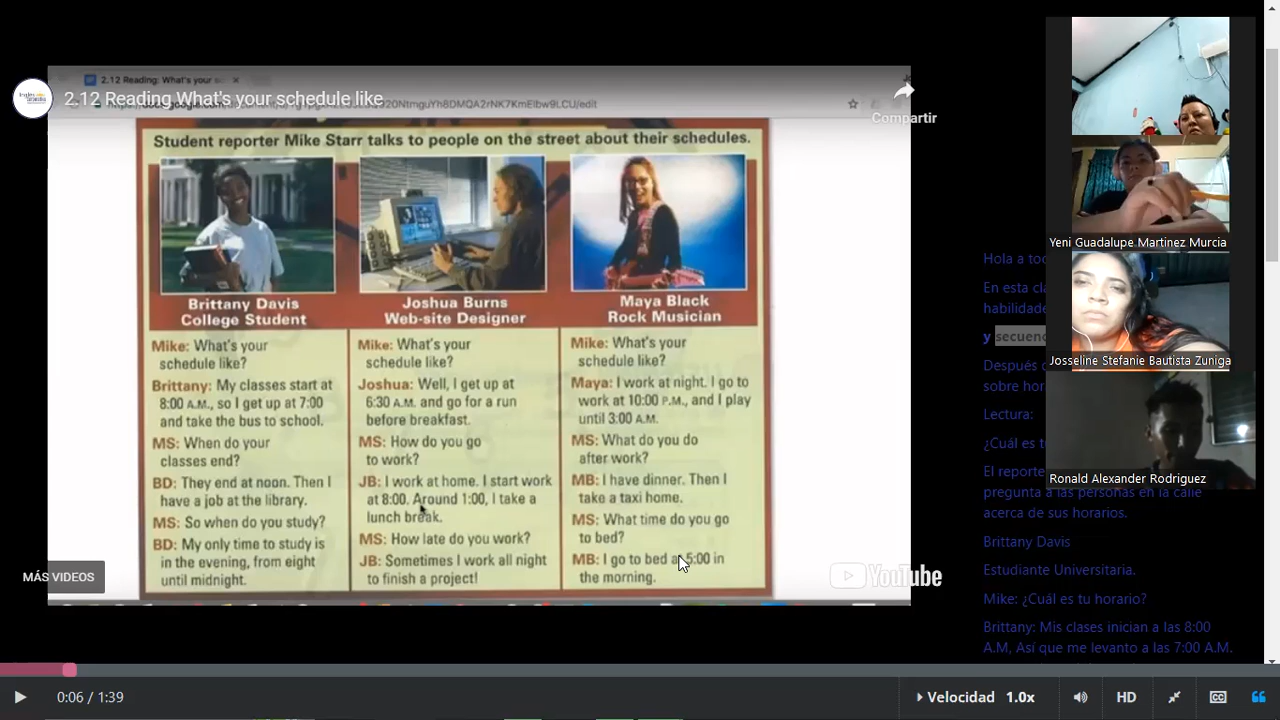 2.12 Reading: What's your
2.12 Reading What's your schedule like
Compartir
Student reporter Mike Starr talks to people on the street about their schedules.
Brittany Davis
College Student
Mike: What's your
schedule like?
Brittany: My classes start at
8:00 A.M., so I get up at 7:00
and take the bus to school.
MS: When do your
classes end?
BD: They end at noon. Then I
have a job at the library.
MS: So when do you study?
BD: My only time to study is
in the evening, from eight
until midnight.
Joshua Burns
Web-site Designer
Mike: What's your
schedule like?
Joshua: Well, I get up at
6:30 A.M. and go for a run
before breakfast.
MS: How do you go
to work?
JB: I work at home. I start work
at 8:00. Around 1:00, I take a
lunch break.
MS: How late do you work?
JB: Sometimes I work all night
to finish a project!
Maya Black
Rock Musician
Mike: What's your
schedule like?
Maya: I work at night. I go to
work at 10:00 P.M., and I play
until 3:00 A.M.
MS: What do you do
after work?
MB: I have dinner. Then I
take a taxi home.
MS: What time do you go
to bed?
MB: I go to bed at 5:00 in
the morning.
MÁS VIDEOS
YouTube
Yeni Guadalupe Martinez Murcia
Josseline Stefanie Bautista Zuniga
Ronald Alexander Rodriguez
Hola a
En esta
y
Después
sobre
Lectura:
¿Cuál es
El
pregunta a las personas en la calle
acerca de sus horarios.
Brittany Davis
Estudiante Universitaria.
Mike: ¿Cuál es tu horario?
Brittany: Mis clases inician a las 8:00
A.M, Así que me levanto a las 7:00 A.M.
0:06 / 1:39
Velocidad 1.0x
HD